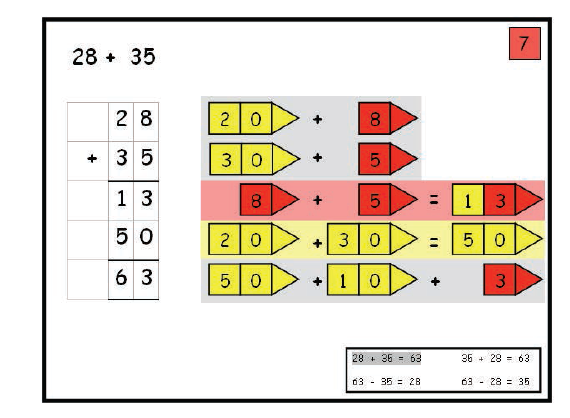 7
28 + 35
2 8
+ 3 5
1 3
5 0
6 3
2 0 + 8
3 0 + 5
8 + 5 = 1 3
2 0 + 3 0 = 5 0
5 0 + 1 0 + 3
28 + 35 = 63 35 + 28 = 63
63 - 35 = 28 63 - 28 = 35